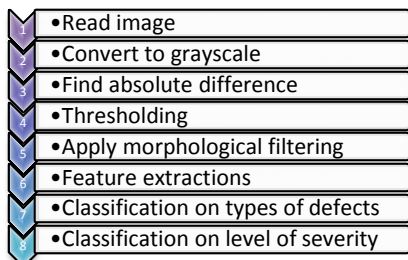 1 •Read image
2 •Convert to grayscale
3 •Find absolute difference
4 •Thresholding
5 •Apply morphological filtering
6 •Feature extractions
7 •Classification on types of defects
8 •Classification on level of severity